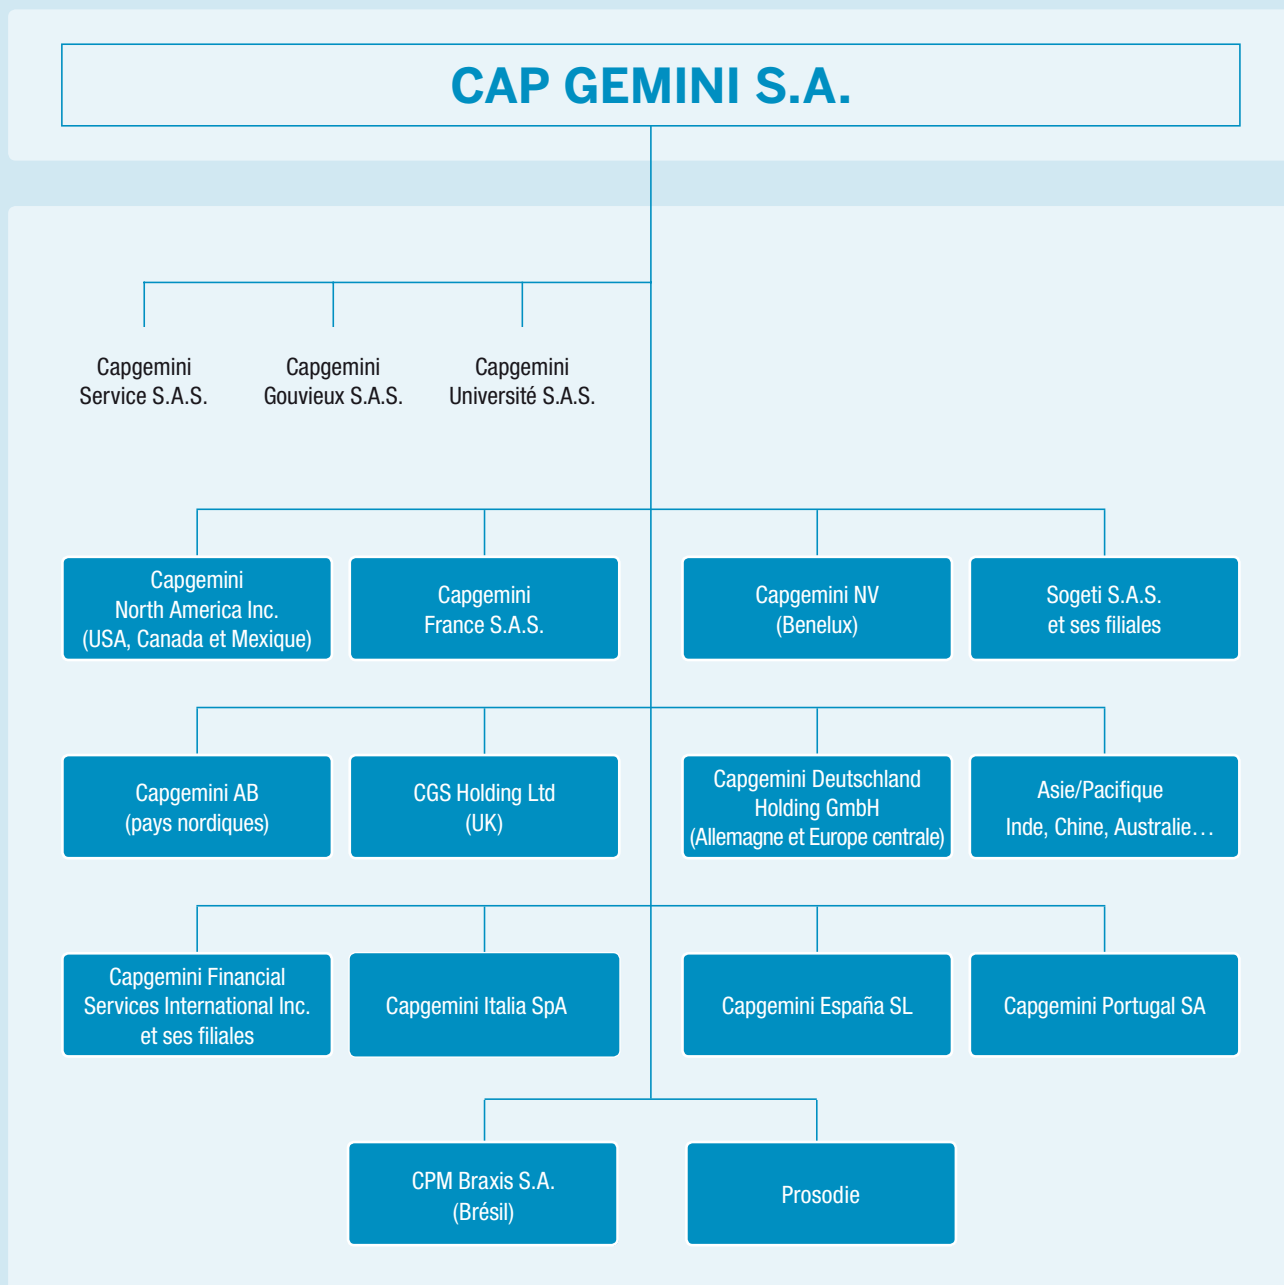 CAP GEMINI S.A.
Capgemini
Service S.A.S.
Capgemini
Gouvieux S.A.S.
Capgemini
Université S.A.S.
Capgemini
North America Inc.
(USA, Canada et Mexique)
Capgemini
France S.A.S.
Capgemini NV
(Benelux)
Sogeti S.A.S.
et ses filiales
Capgemini AB
(pays nordiques)
CGS Holding Ltd
(UK)
Capgemini Deutschland
Holding GmbH
(Allemagne et Europe centrale)
Asie/Pacifique
Inde, Chine, Australie…
Capgemini Financial
Services International Inc.
et ses filiales
Capgemini Italia SpA
Capgemini España SL
Capgemini Portugal SA
CPM Braxis S.A.
(Brésil)
Prosodie